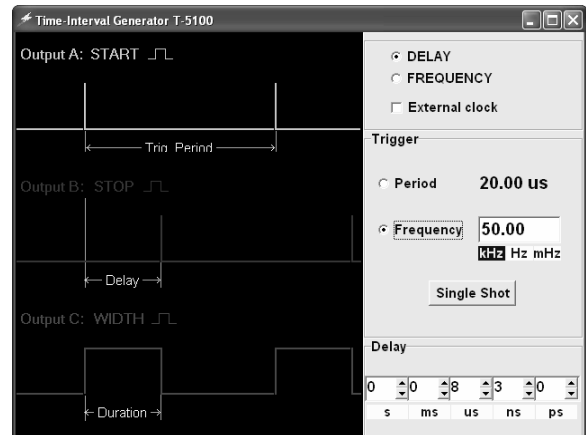 Time-Interval Generator T-5100
Output A: START
Trig. Period
Output B: STOP
Delay
Output C: WIDTH
Duration
DELAY
FREQUENCY
External clock
Trigger
Period 20.00 us
Frequency 50.00
kHz Hz mHz
Single Shot
Delay
0 0 8 3 0
s ms us ns ps